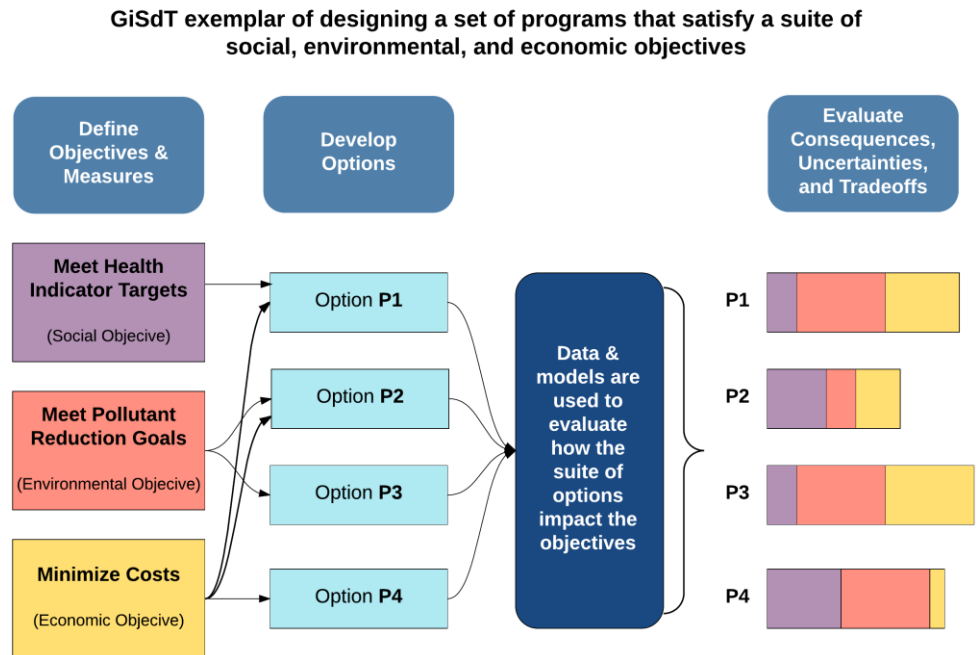 GiSdT exemplar of designing a set of programs that satisfy a suite of
social, environmental, and economic objectives
Define
Objectives &
Measures
Develop
Options
Evaluate
Consequences,
Uncertainties,
and Tradeoffs
Meet Health
Indicator Targets
(Social Objecive)
Meet Pollutant
Reduction Goals
(Environmental Objecive)
Minimize Costs
(Economic Objecive)
Option P1
Option P2
Option P3
Option P4
Data &
models are
used to
evaluate
how the
suite of
options
impact the
objectives
P1
P2
P3
P4